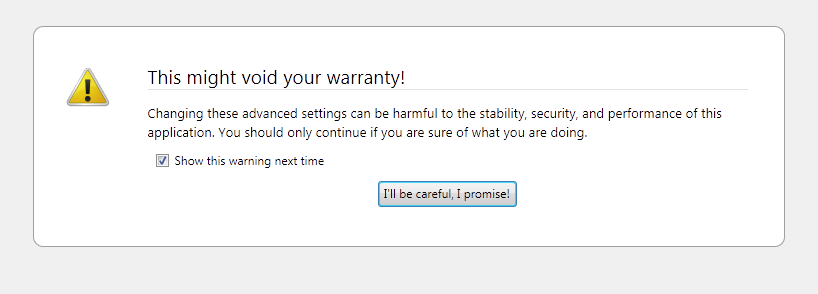 This might void your warranty!
Changing these advanced settings can be harmful to the stability, security, and performance of this
application. You should only continue if you are sure of what you are doing.
Show this warning next time
I'll be careful, I promise!